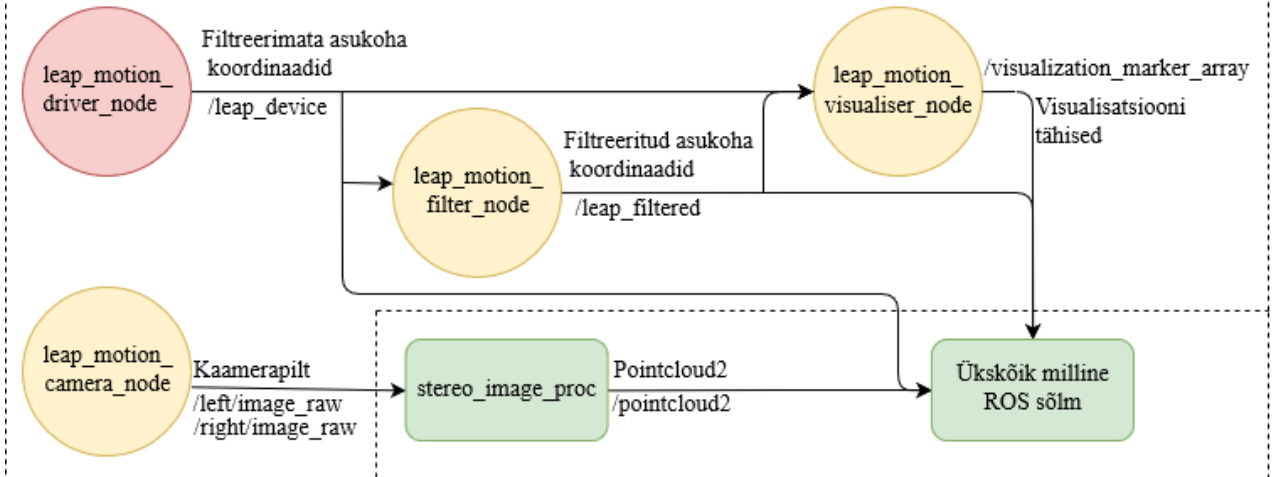 leap_motion_
driver_node
Filtreerimata asukoha
koordinaadid
/leap_device
leap_motion_
visualiser_node
/visualization_marker_array
Visualisatsiooni
tähised
leap_motion_
filter_node
Filtreeritud asukoha
koordinaadid
/leap_filtered
leap_motion_
camera_node
Kaamerapilt
/left/image_raw
/right/image_raw
stereo_image_proc
Pointcloud2
/pointcloud2
Ükskõik milline
ROS sõlm